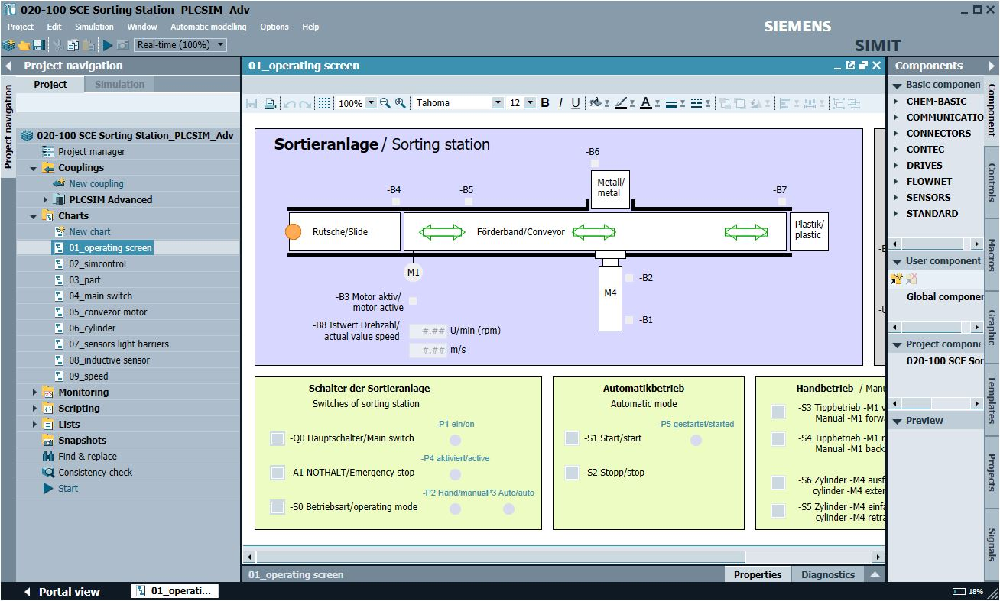 020-100 SCE Sorting Station_PLCSIM_Adv
Project Edit Simulation Window Automatic modelling Options Help
SIEMENS
SIMIT
Real-time (100%)
Project navigation
Project Simulation
Project navigation
020-100 SCE Sorting Station_PLCSIM_Adv
Project manager
Couplings
New coupling
PLCSIM Advanced
Charts
New chart
01_operating screen
02_simcontrol
03_part
04_main switch
05_convezor motor
06_cylinder
07_sensors light barriers
08_inductive sensor
09_speed
Monitoring
Scripting
Lists
Snapshots
Find & replace
Consistency check
Start
01_operating screen
100% Tahoma 12 B I U A
Sortieranlage / Sorting station
-B6
Metall/
metal
-B4 -B5 -B7
Rutsche/Slide
Förderband/Conveyor
Plastik/
plastic
M1
-B3 Motor aktiv/
motor active
-B8 Istwert Drehzahl/
actual value speed
#.## U/min (rpm)
#.## m/s
M4
-B2
-B1
Schalter der Sortieranlage
Switches of sorting station
-P1 ein/on
-Q0 Hauptschalter/Main switch
-P4 aktiviert/active
-A1 NOTHALT/Emergency stop
-P2 Hand/manual
-P3 Auto/auto
-S0 Betriebsart/operating mode
Automatikbetrieb
Automatic mode
-P5 gestartet/started
-S1 Start/start
-S2 Stopp/stop
Handbetrieb / Manu
-S3 Tippbetrieb -M1 v
Manual -M1 forw
-S4 Tippbetrieb -M1 r
Manual -M1 back
-S6 Zylinder -M4 ausf
cylinder -M4 exter
-S5 Zylinder -M4 einfa
cylinder -M4 retra
01_operating screen
Properties Diagnostics
Components
Basic componen
CHEM-BASIC
COMMUNICATIO
CONNECTORS
CONTEC
DRIVES
FLOWNET
SENSORS
STANDARD
User component
Global componer
Project compone
020-100 SCE Sor
Preview
Component
Controls
Macros
Graphic
Templates
Projects
Signals
Portal view
01_operati...
18%